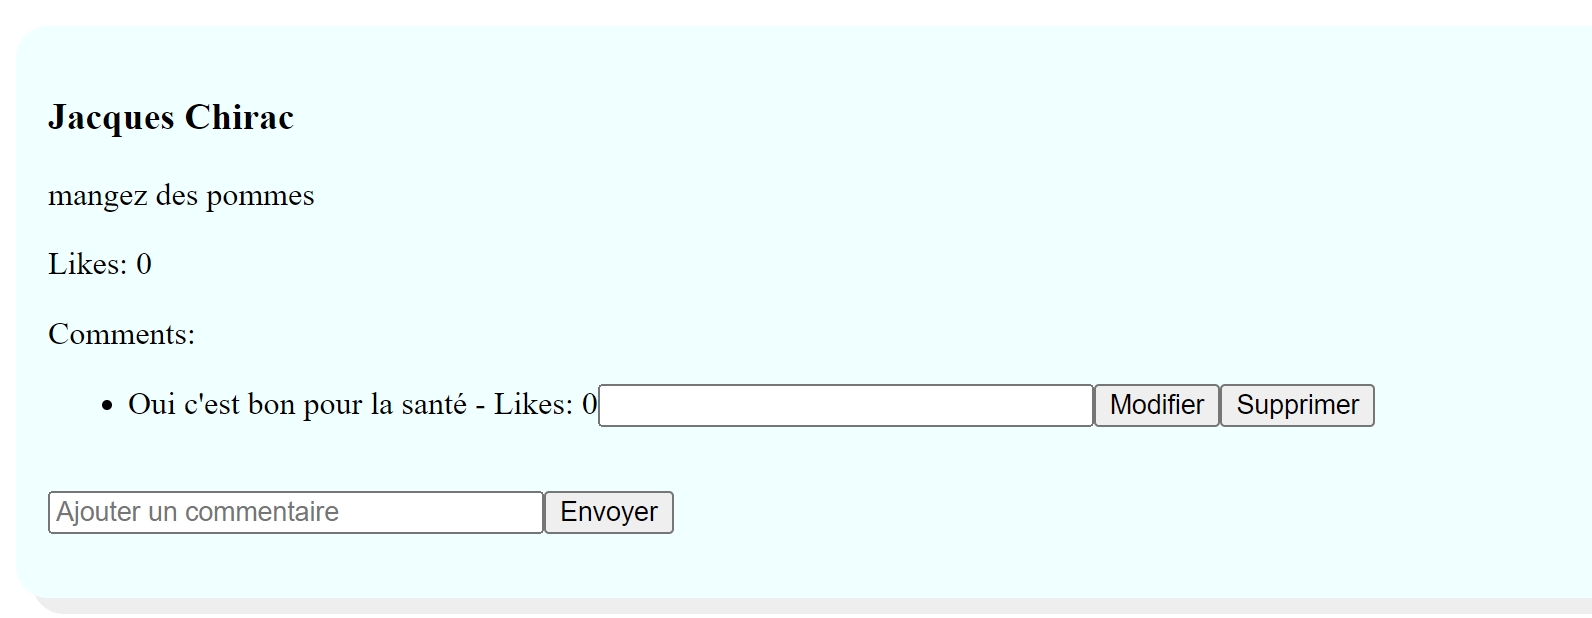 Jacques Chirac
mangez des pommes
Likes: 0
Comments:
• Oui c'est bon pour la santé - Likes: 0 Modifier Supprimer
Ajouter un commentaire Envoyer